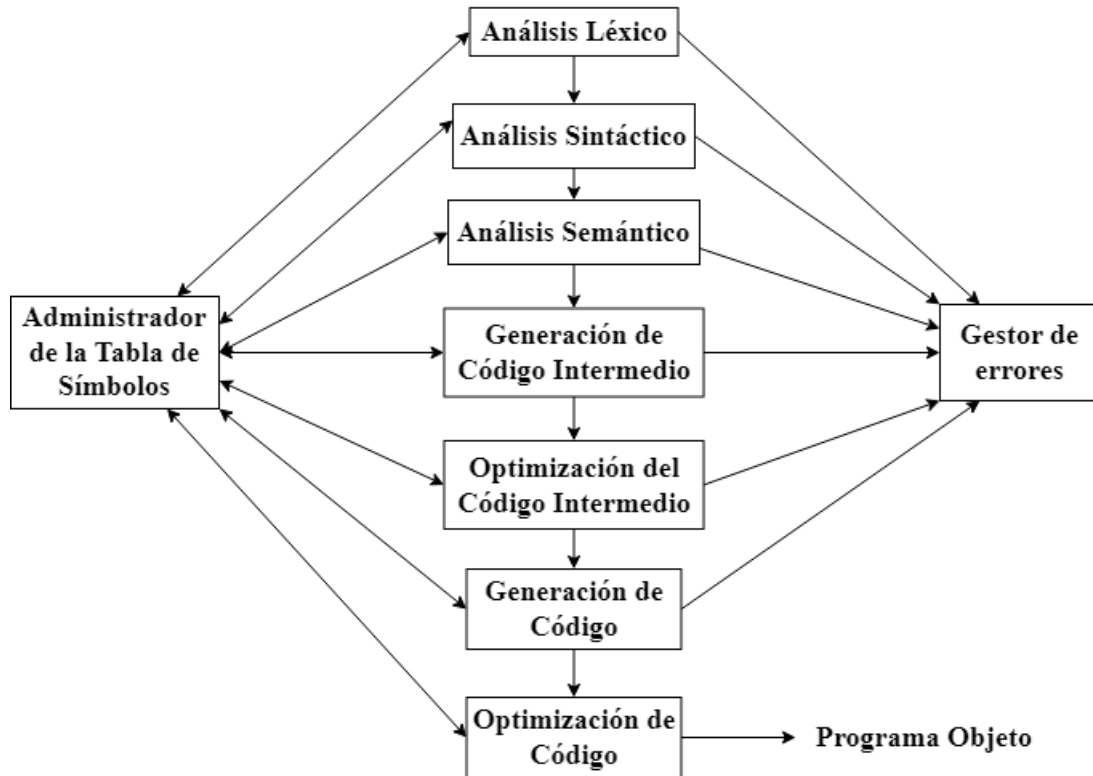 Análisis Léxico
Análisis Sintáctico
Análisis Semántico
Administrador
de la Tabla de
Símbolos
Generación de
Código Intermedio
Gestor de
errores
Optimización del
Código Intermedio
Generación de
Código
Optimización de
Código
Programa Objeto